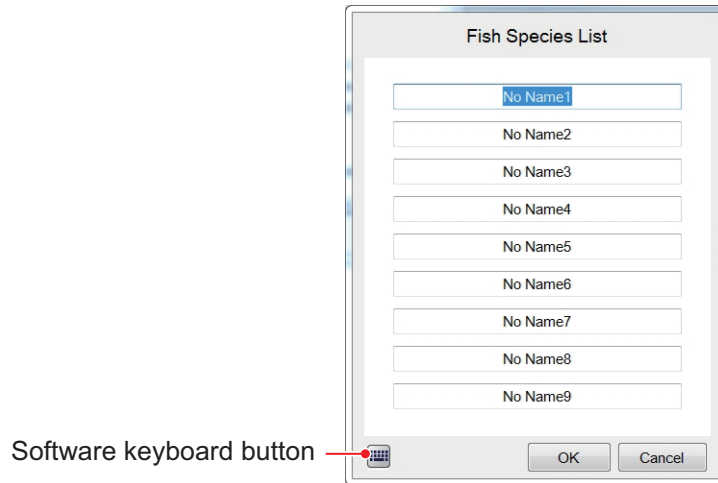 Fish Species List
No Name1
No Name2
No Name3
No Name4
No Name5
No Name6
No Name7
No Name8
No Name9
Software keyboard button
OK
Cancel